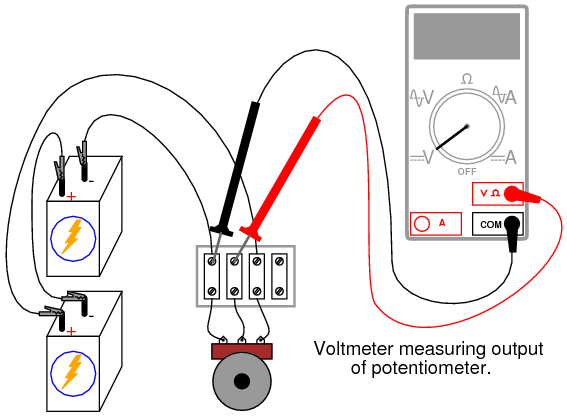 Ω
V A
V A
OFF
V Ω
A COM
+ -
+ -
Voltmeter measuring output
of potentiometer.